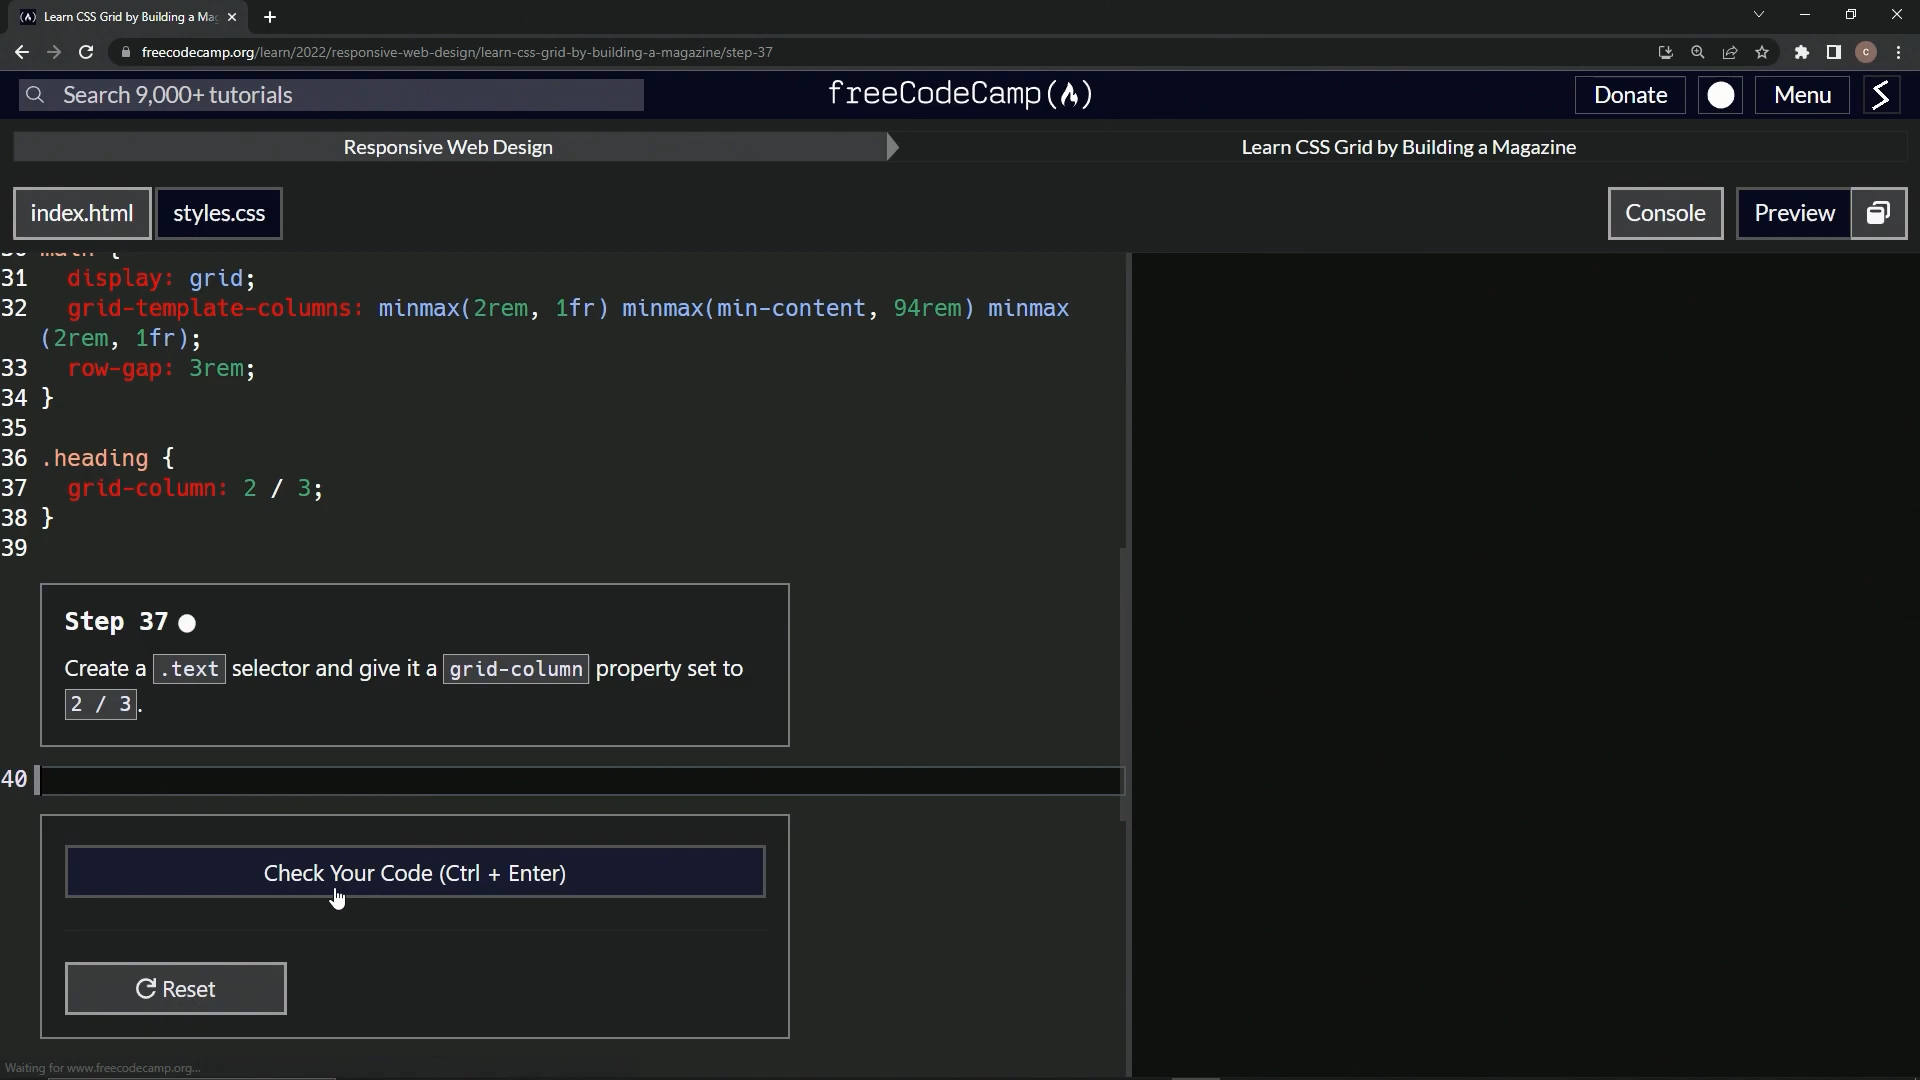 Learn CSS Grid by Building a Ma
freecodecamp.org/learn/2022/responsive-web-design/learn-css-grid-by-building-a-magazine/step-37
C
Search 9,000+ tutorials
freeCodeCamp
Donate
Menu
Responsive Web Design
Learn CSS Grid by Building a Magazine
index.html
styles.css
Console
Preview
31 display: grid;
32 grid-template-columns: minmax(2rem, 1fr) minmax(min-content, 94rem) minmax
(2rem, 1fr);
33 row-gap: 3rem;
34 }
35
36 .heading {
37 grid-column: 2 / 3;
38 }
39
Step 37
Create a .text selector and give it a grid-column property set to
2 / 3.
40
Check Your Code (Ctrl + Enter)
Reset
Waiting for www.freecodecamp.org...